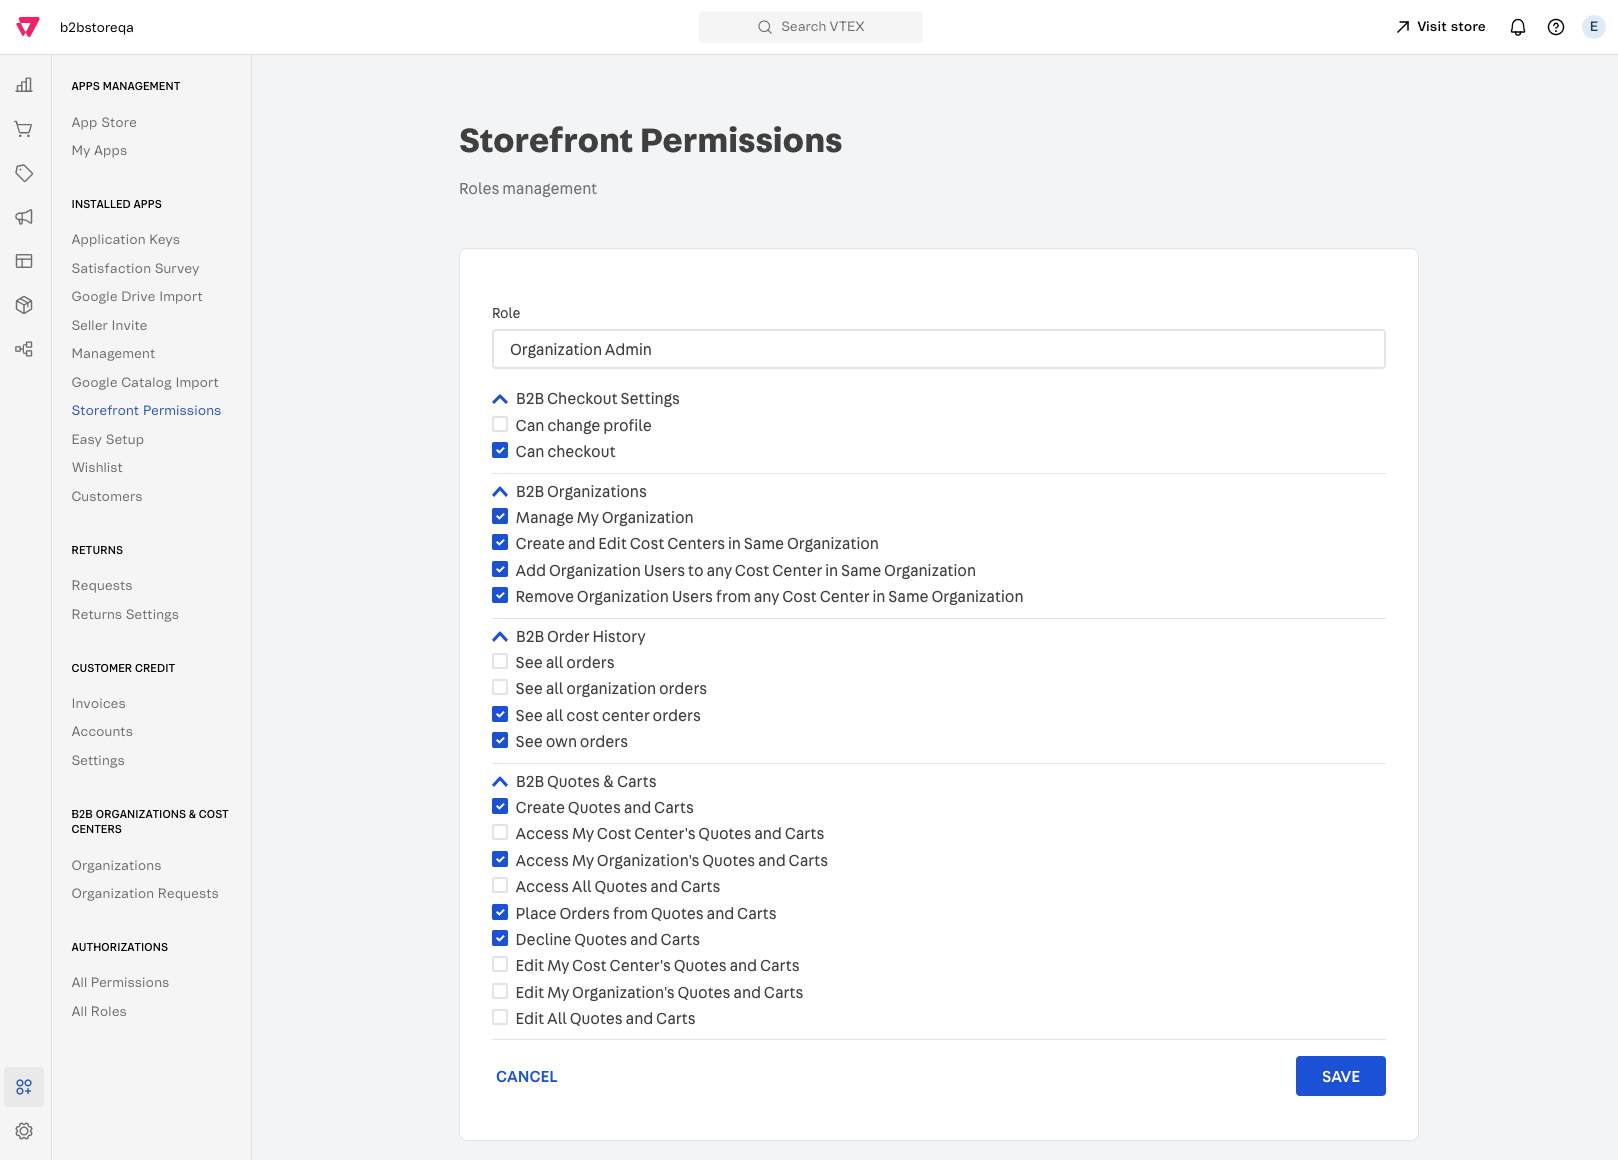 b2bstoreqa
Search VTEX
Visit store
E
APPS MANAGEMENT
App Store
My Apps
INSTALLED APPS
Application Keys
Satisfaction Survey
Google Drive Import
Seller Invite
Management
Google Catalog Import
Storefront Permissions
Easy Setup
Wishlist
Customers
RETURNS
Requests
Returns Settings
CUSTOMER CREDIT
Invoices
Accounts
Settings
B2B ORGANIZATIONS & COST
CENTERS
Organizations
Organization Requests
AUTHORIZATIONS
All Permissions
All Roles
Storefront Permissions
Roles management
Role
Organization Admin
B2B Checkout Settings
Can change profile
Can checkout
B2B Organizations
Manage My Organization
Create and Edit Cost Centers in Same Organization
Add Organization Users to any Cost Center in Same Organization
Remove Organization Users from any Cost Center in Same Organization
B2B Order History
See all orders
See all organization orders
See all cost center orders
See own orders
B2B Quotes & Carts
Create Quotes and Carts
Access My Cost Center's Quotes and Carts
Access My Organization's Quotes and Carts
Access All Quotes and Carts
Place Orders from Quotes and Carts
Decline Quotes and Carts
Edit My Cost Center's Quotes and Carts
Edit My Organization's Quotes and Carts
Edit All Quotes and Carts
CANCEL
SAVE